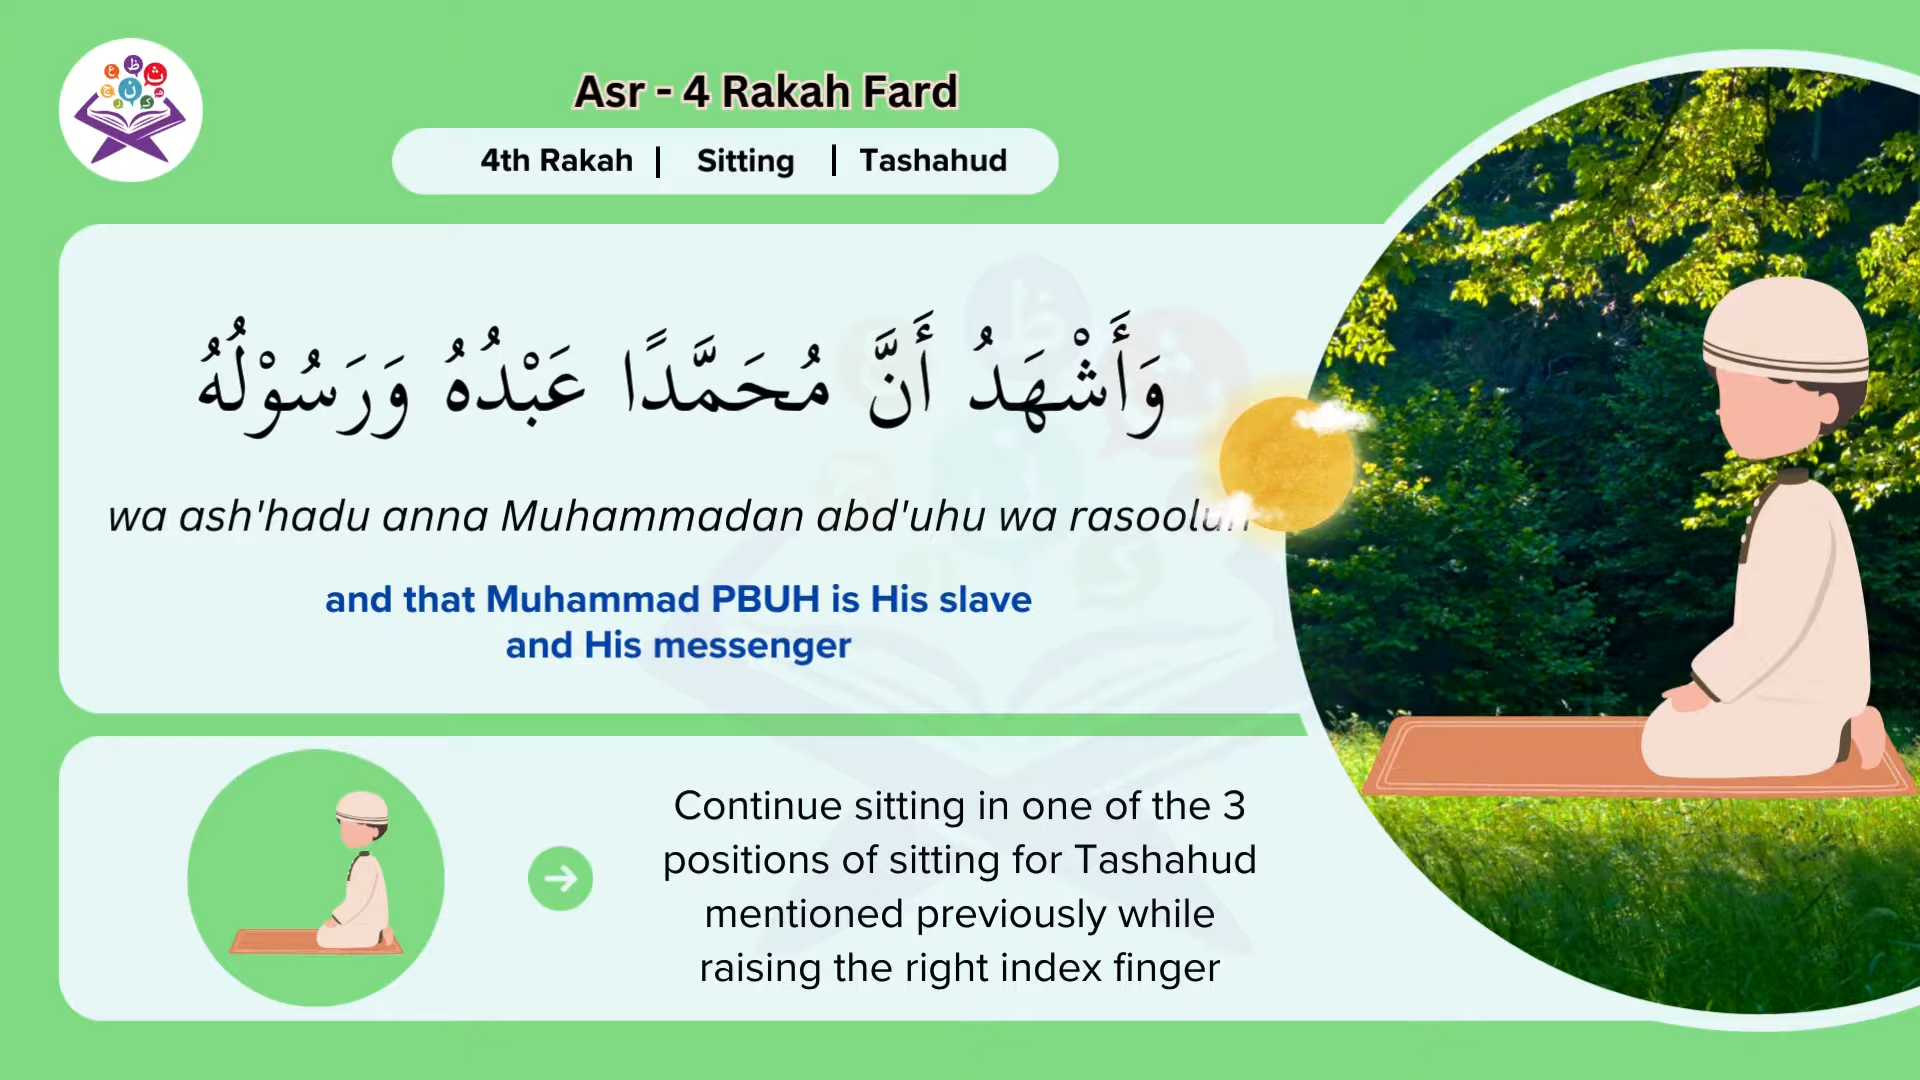 Asr - 4 Rakah Fard
4th Rakah | Sitting | Tashahud
وَأَشْهَدُ أَنَّ مُحَمَّدًا عَبْدُهُ وَرَسُوْلُهُ
wa ash'hadu anna Muhammadan abd'uhu wa rasooluh
and that Muhammad PBUH is His slave
and His messenger
Continue sitting in one of the 3
positions of sitting for Tashahud
mentioned previously while
raising the right index finger